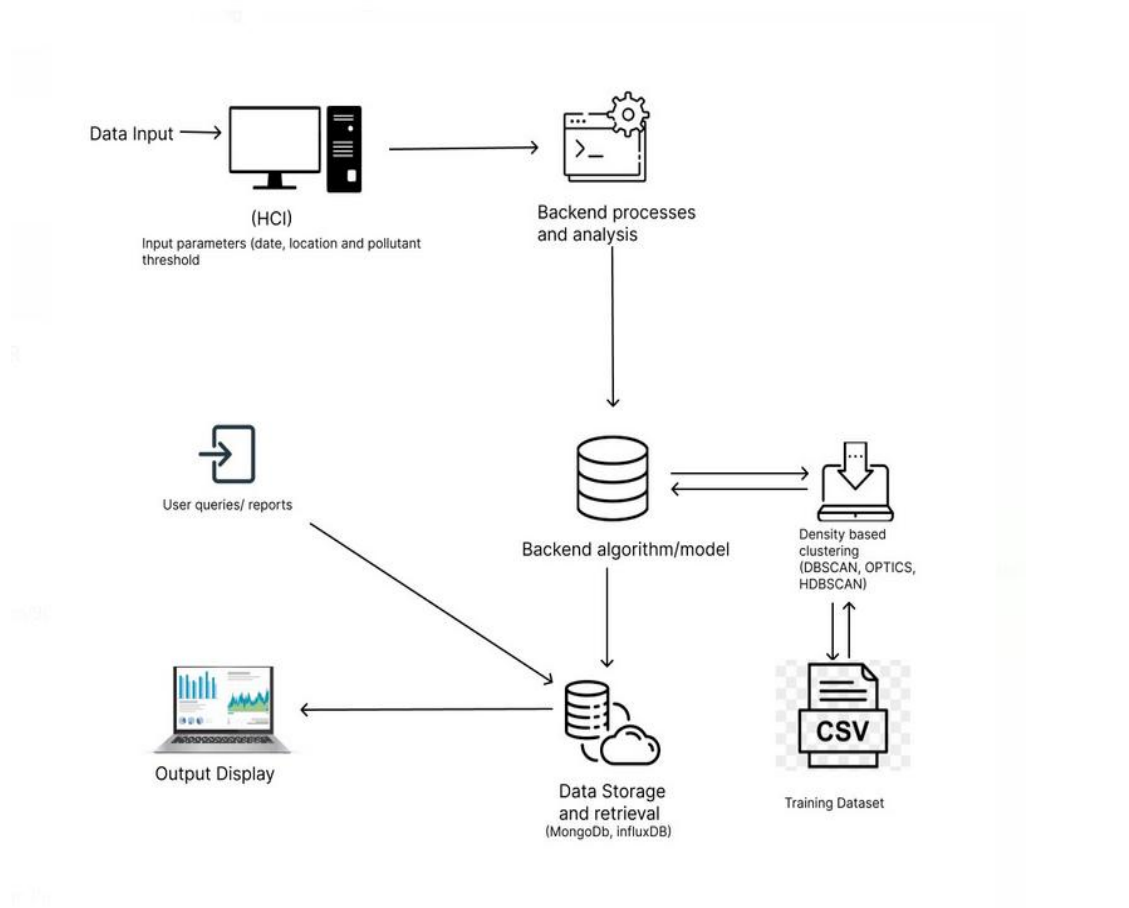 Data Input
(HCI)
Input parameters (date, location and pollutant
threshold
Backend processes
and analysis
User queries/ reports
Backend algorithm/model
Density based
clustering
(DBSCAN, OPTICS,
HDBSCAN)
Output Display
Data Storage
and retrieval
(MongoDb, influxDB)
CSV
Training Dataset